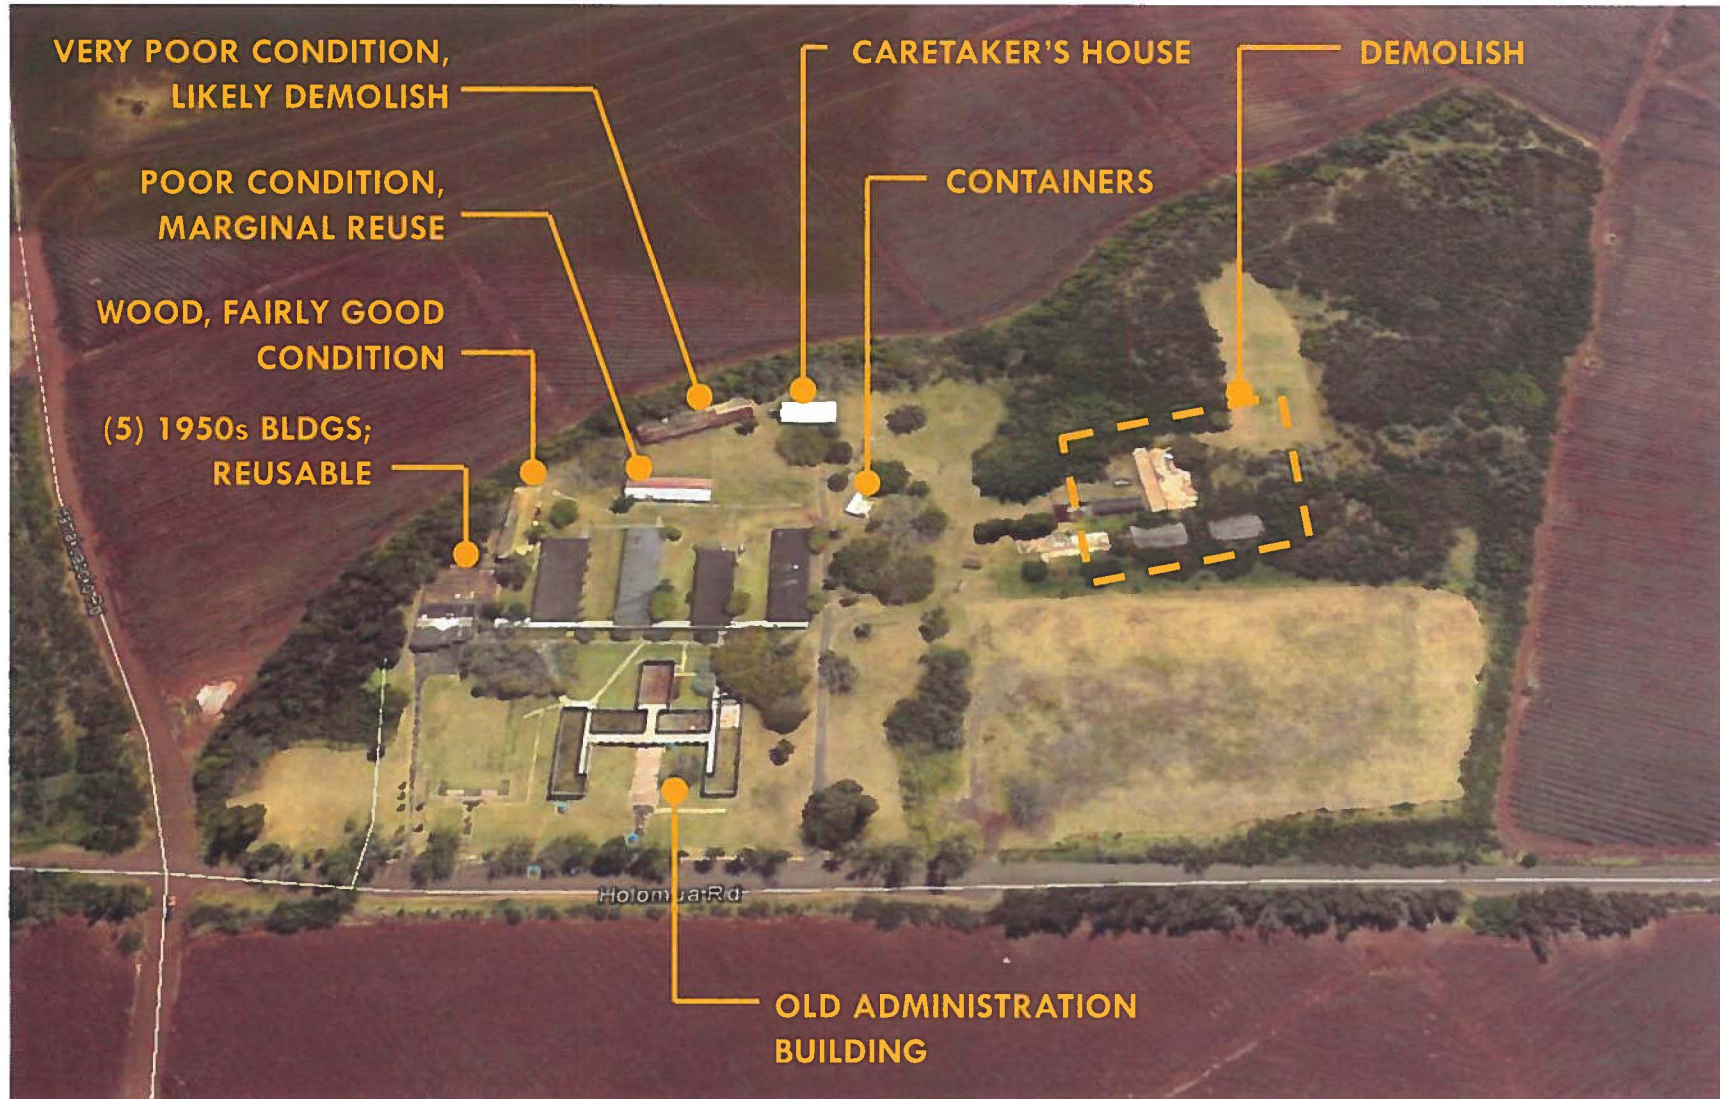 VERY POOR CONDITION,
LIKELY DEMOLISH
CARETAKER'S HOUSE
DEMOLISH
POOR CONDITION,
MARGINAL REUSE
CONTAINERS
WOOD, FAIRLY GOOD
CONDITION
(5) 1950s BLDGS;
REUSABLE
Holomua Rd
OLD ADMINISTRATION
BUILDING